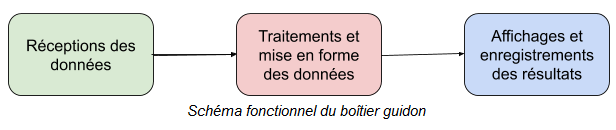 Réceptions des
données
Traitements et
mise en forme
des données
Affichages et
enregistrements
des résultats
Schéma fonctionnel du boîtier guidon